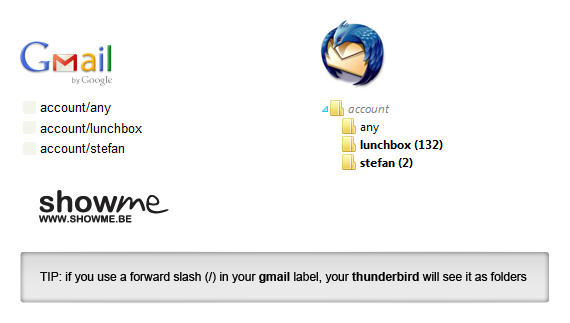 Gmail
by Google
account/any
account/lunchbox
account/stefan
account
any
lunchbox (132)
stefan (2)
showme
WWW.SHOWME.BE
TIP: if you use a forward slash (/) in your gmail label, your thunderbird will see it as folders